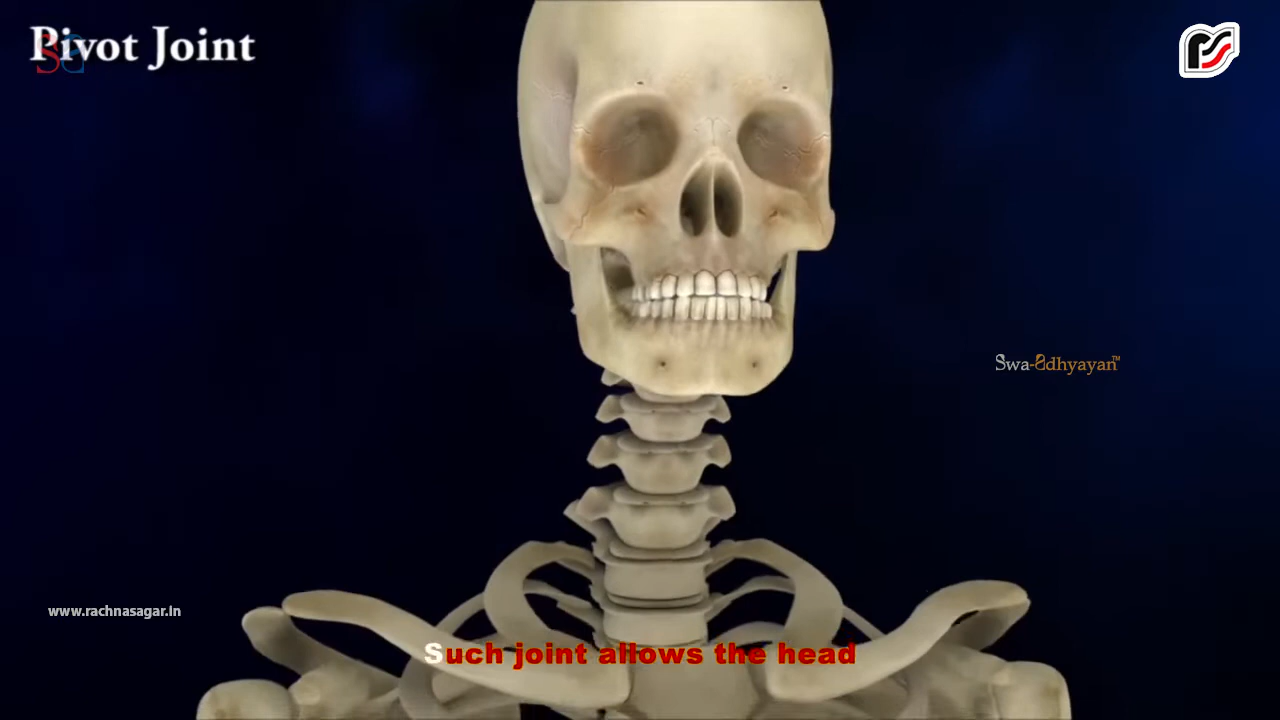 Pivot Joint
Swa-Adhyayan™
www.rachnasagar.in
Such joint allows the head